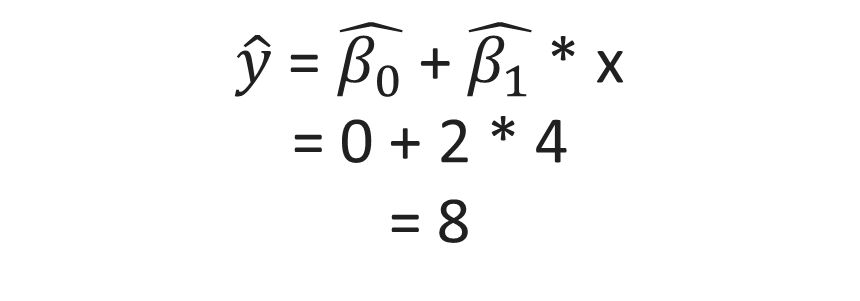 ŷ = β̂₀ + β̂₁ * x
= 0 + 2 * 4
= 8